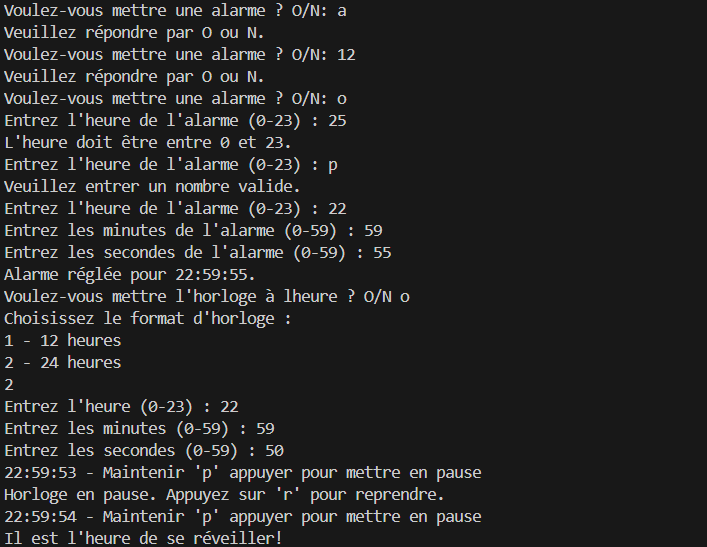 Voulez-vous mettre une alarme ? O/N: a
Veuillez répondre par O ou N.
Voulez-vous mettre une alarme ? O/N: 12
Veuillez répondre par O ou N.
Voulez-vous mettre une alarme ? O/N: o
Entrez l'heure de l'alarme (0-23) : 25
L'heure doit être entre 0 et 23.
Entrez l'heure de l'alarme (0-23) : p
Veuillez entrer un nombre valide.
Entrez l'heure de l'alarme (0-23) : 22
Entrez les minutes de l'alarme (0-59) : 59
Entrez les secondes de l'alarme (0-59) : 55
Alarme réglée pour 22:59:55.
Voulez-vous mettre l'horloge à lheure ? O/N o
Choisissez le format d'horloge :
1 - 12 heures
2 - 24 heures
2
Entrez l'heure (0-23) : 22
Entrez les minutes (0-59) : 59
Entrez les secondes (0-59) : 50
22:59:53 - Maintenir 'p' appuyer pour mettre en pause
Horloge en pause. Appuyez sur 'r' pour reprendre.
22:59:54 - Maintenir 'p' appuyer pour mettre en pause
Il est l'heure de se réveiller!